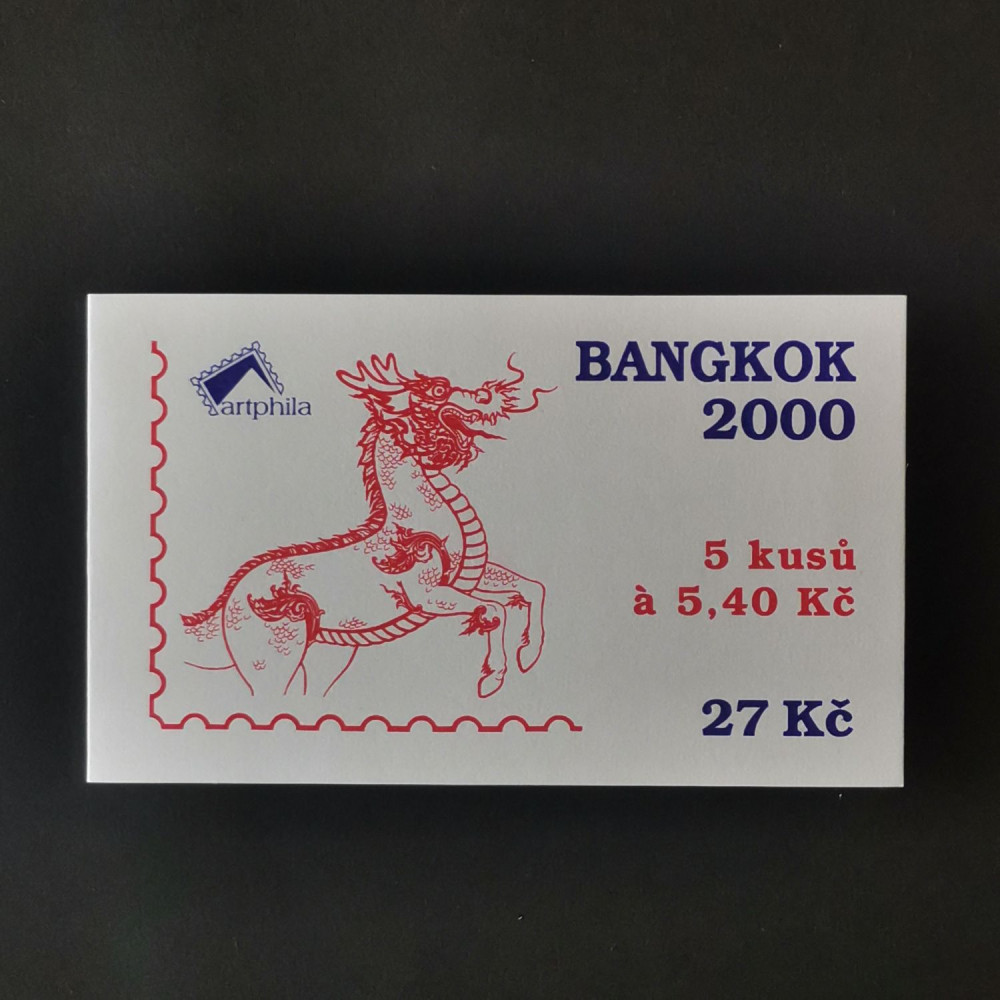 artphila
BANGKOK
2000
5 kusů
à 5,40 Kč
27 Kč